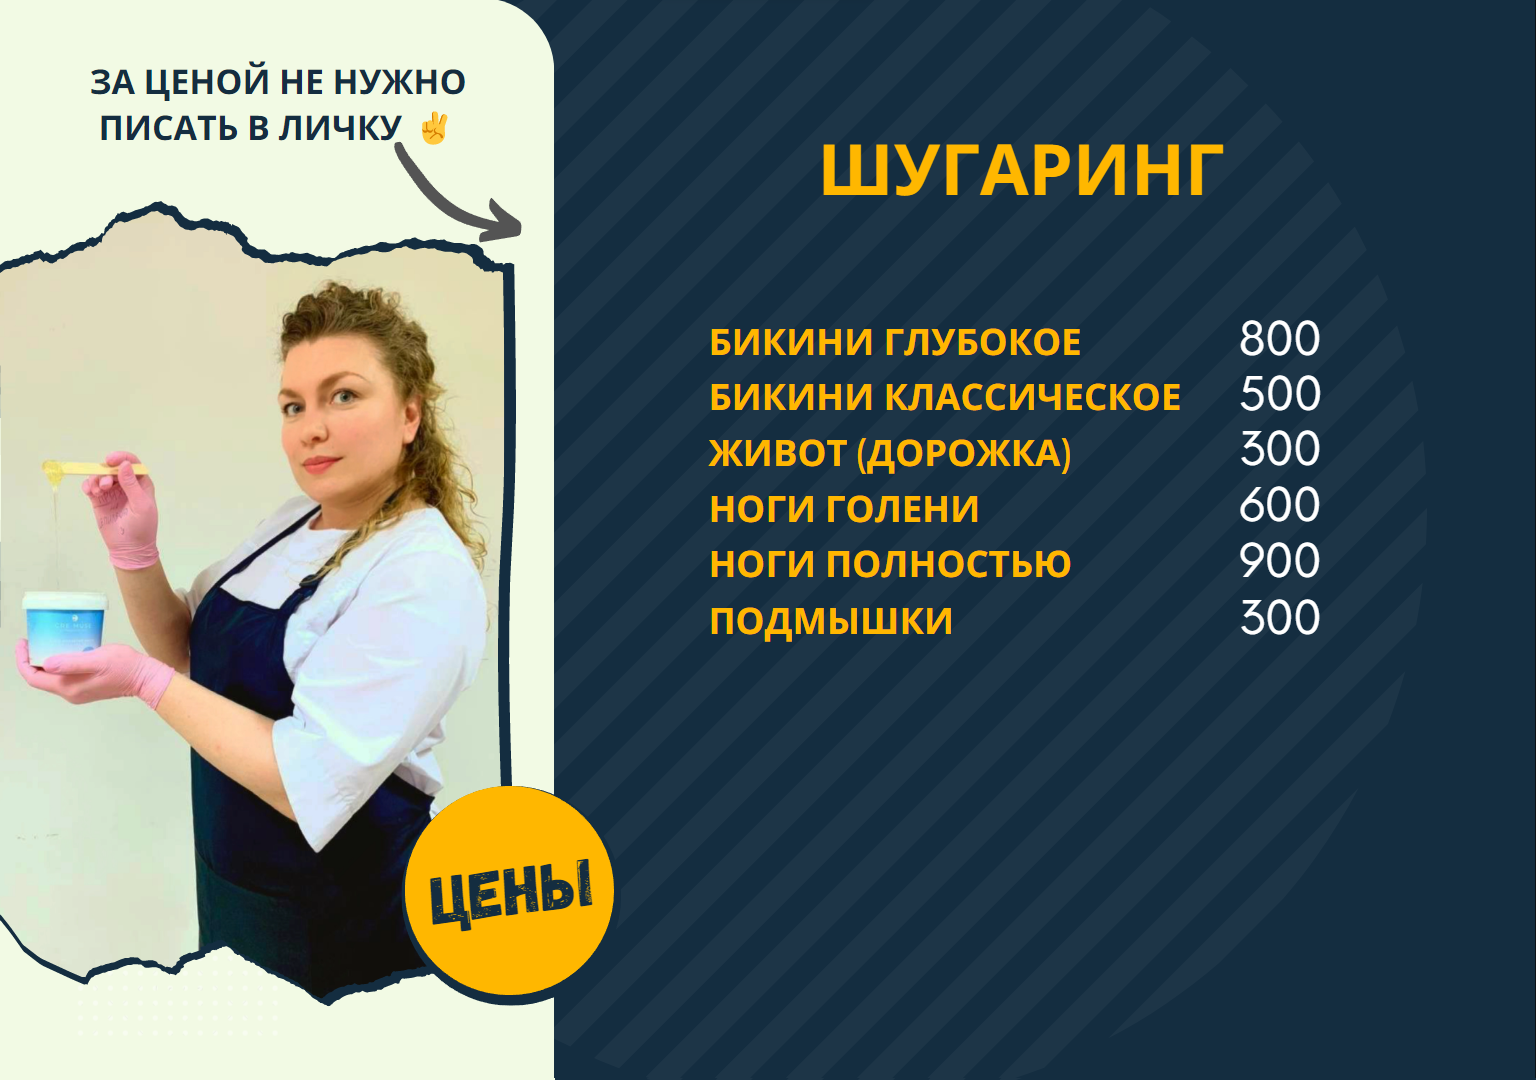 ЗА ЦЕНОЙ НЕ НУЖНО
ПИСАТЬ В ЛИЧКУ ✌
ШУГАРИНГ
БИКИНИ ГЛУБОКОЕ 800
БИКИНИ КЛАССИЧЕСКОЕ 500
ЖИВОТ (ДОРОЖКА) 300
НОГИ ГОЛЕНИ 600
НОГИ ПОЛНОСТЬЮ 900
ПОДМЫШКИ 300
ЦЕНЫ